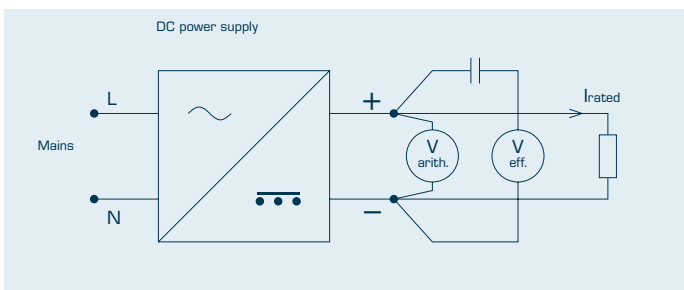 DC power supply
L
+
Irated
Mains
V
arith.
V
eff.
N
−